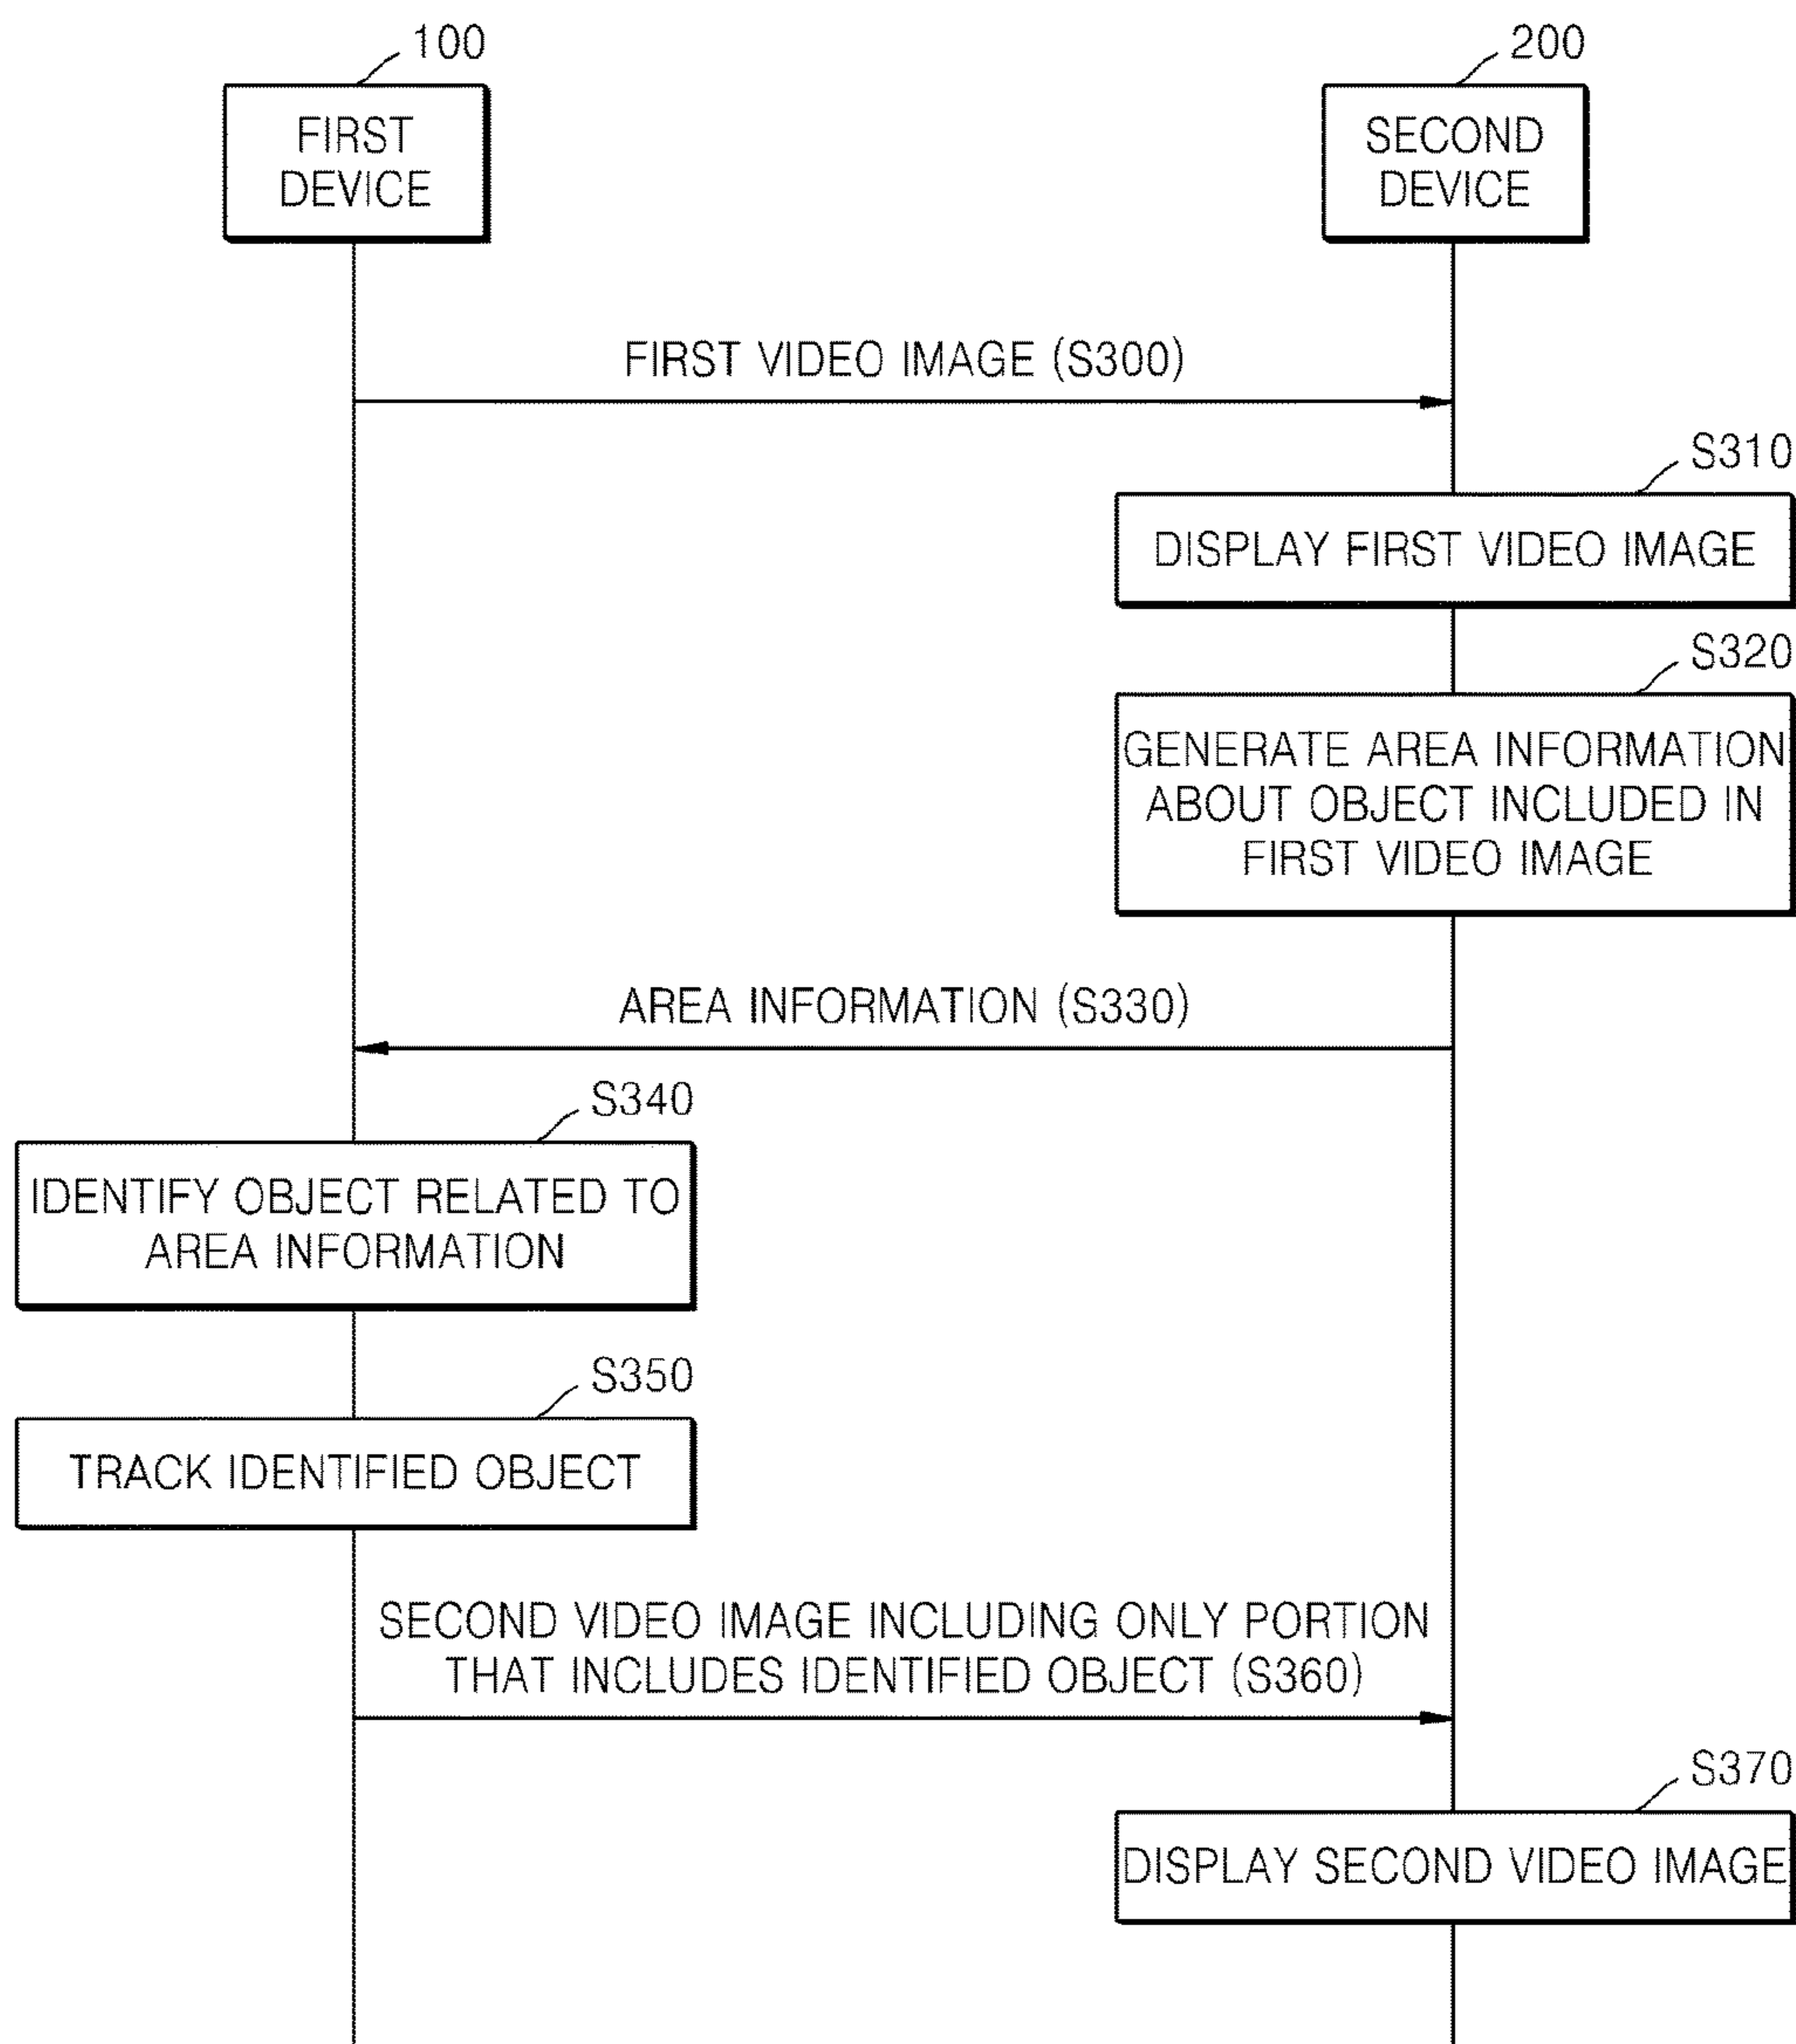 100
200
FIRST
DEVICE
SECOND
DEVICE
FIRST VIDEO IMAGE (S300)
S310
DISPLAY FIRST VIDEO IMAGE
S320
GENERATE AREA INFORMATION
ABOUT OBJECT INCLUDED IN
FIRST VIDEO IMAGE
AREA INFORMATION (S330)
S340
IDENTIFY OBJECT RELATED TO
AREA INFORMATION
S350
TRACK IDENTIFIED OBJECT
SECOND VIDEO IMAGE INCLUDING ONLY PORTION
THAT INCLUDES IDENTIFIED OBJECT (S360)
S370
DISPLAY SECOND VIDEO IMAGE